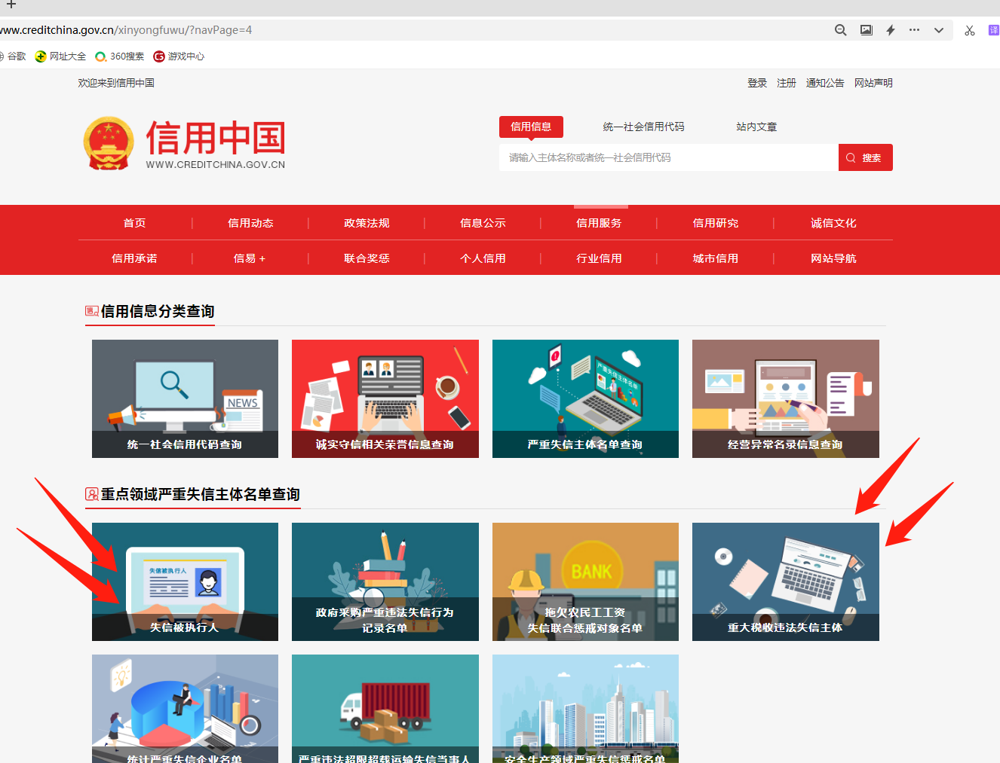 www.creditchina.gov.cn/xinyongfuwu/?navPage=4
谷歌 网址大全 360搜索 游戏中心
欢迎来到信用中国
登录 注册 通知公告 网站声明
信用中国
WWW.CREDITCHINA.GOV.CN
信用信息 统一社会信用代码 站内文章
请输入主体名称或者统一社会信用代码 搜索
首页 信用动态 政策法规 信息公示 信用服务 信用研究 诚信文化
信用承诺 信易+ 联合奖惩 个人信用 行业信用 城市信用 网站导航
信用信息分类查询
NEWS
严重失信主体名单
统一社会信用代码查询 诚实守信相关荣誉信息查询 严重失信主体名单查询 经营异常名录信息查询
重点领域严重失信主体名单查询
失信被执行人
BANK
失信被执行人
政府采购严重违法失信行为
记录名单
拖欠农民工工资
失信联合惩戒对象名单
重大税收违法失信主体
统计严重失信企业名单 严重违法超限超载运输失信当事人 安全生产领域严重失信惩戒名单